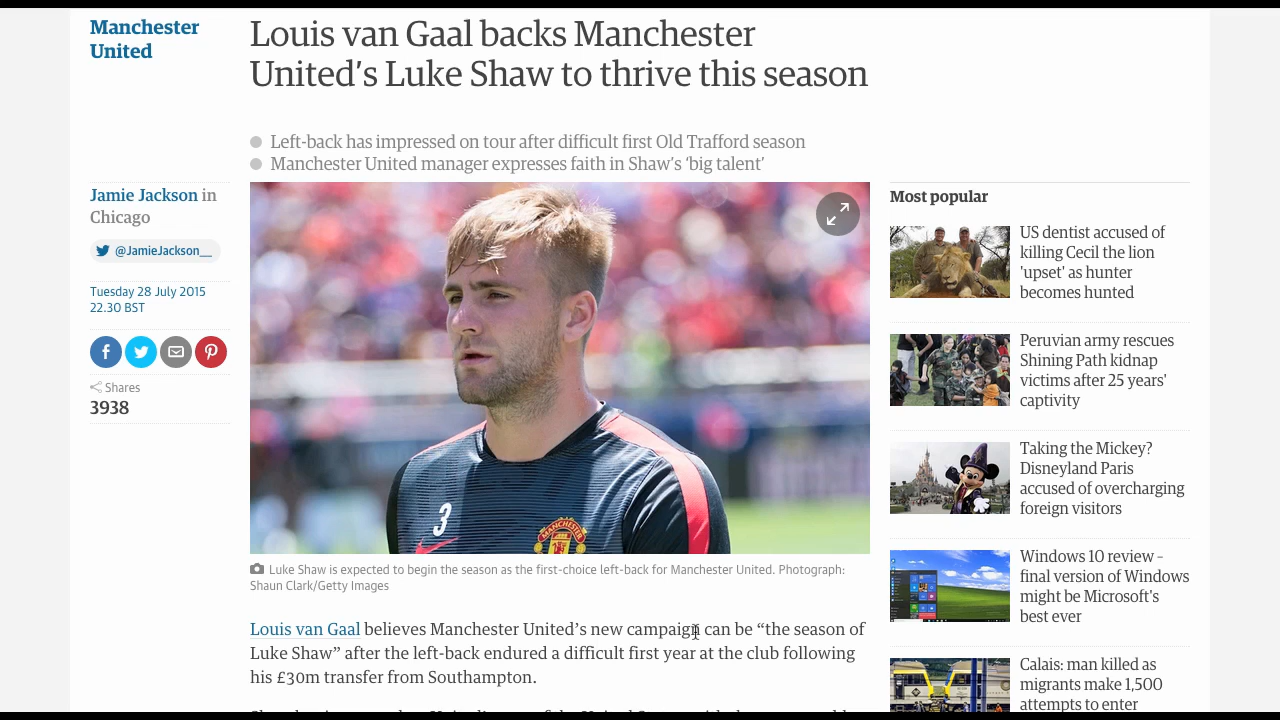 Manchester
United
Louis van Gaal backs Manchester
United’s Luke Shaw to thrive this season
Left-back has impressed on tour after difficult first Old Trafford season
Manchester United manager expresses faith in Shaw’s ‘big talent’
Jamie Jackson in
Chicago
@JamieJackson__
Tuesday 28 July 2015
22.30 BST
Shares
3938
3
MANCHESTER
Luke Shaw is expected to begin the season as the first-choice left-back for Manchester United. Photograph:
Shaun Clark/Getty Images
Louis van Gaal believes Manchester United’s new campaign can be “the season of
Luke Shaw” after the left-back endured a difficult first year at the club following
his £30m transfer from Southampton.
Most popular
US dentist accused of
killing Cecil the lion
'upset' as hunter
becomes hunted
Peruvian army rescues
Shining Path kidnap
victims after 25 years'
captivity
Taking the Mickey?
Disneyland Paris
accused of overcharging
foreign visitors
Windows 10 review –
final version of Windows
might be Microsoft's
best ever
Calais: man killed as
migrants make 1,500
attempts to enter